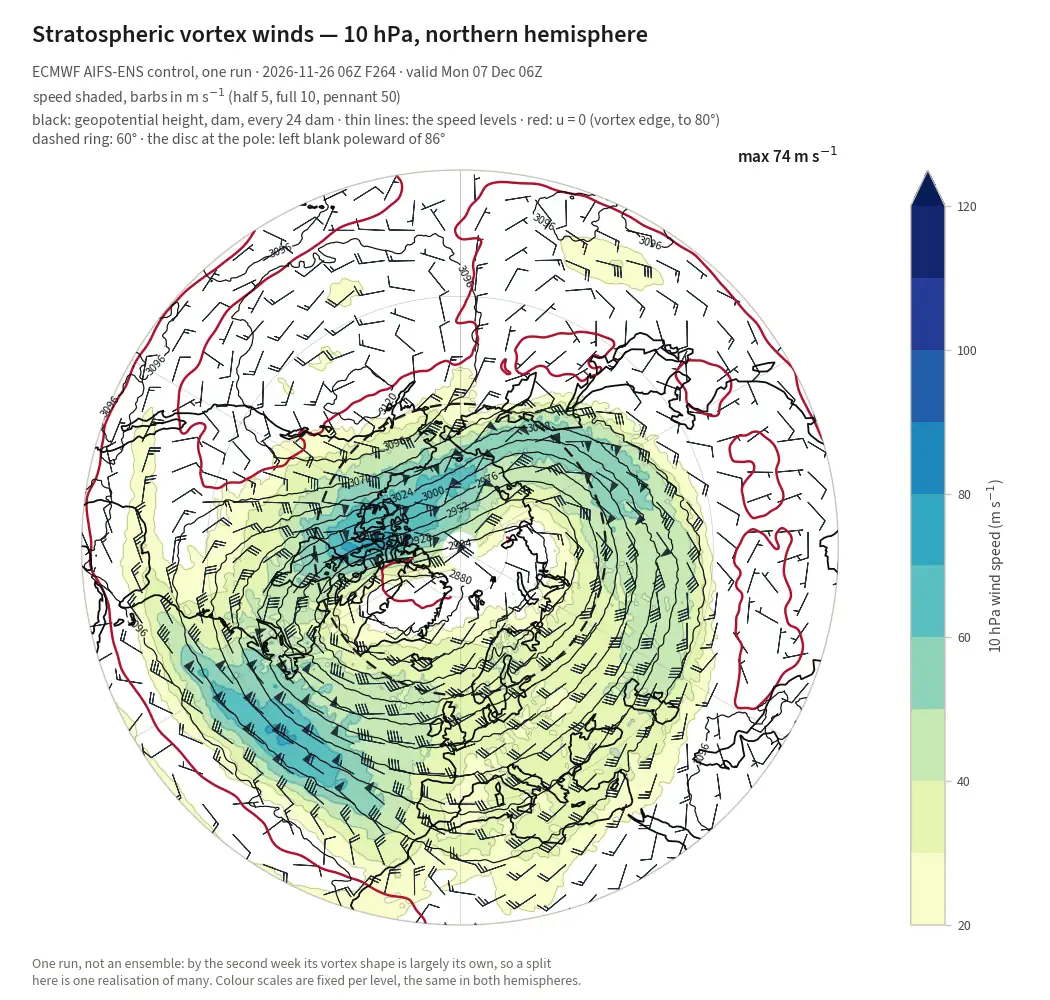 Stratospheric vortex winds — 10 hPa, northern hemisphere
ECMWF AIFS-ENS control, one run · 2026-11-26 06Z F264 · valid Mon 07 Dec 06Z
speed shaded, barbs in m s⁻¹ (half 5, full 10, pennant 50)
black: geopotential height, dam, every 24 dam · thin lines: the speed levels · red: u = 0 (vortex edge, to 80°)
dashed ring: 60° · the disc at the pole: left blank poleward of 86°
max 74 m s⁻¹
120
100
80
60
40
20
10 hPa wind speed (m s⁻¹)
3096
3096
3096
3096
3096
3096
3096
3024
3000
2976
2952
2880
One run, not an ensemble: by the second week its vortex shape is largely its own, so a split
here is one realisation of many. Colour scales are fixed per level, the same in both hemispheres.